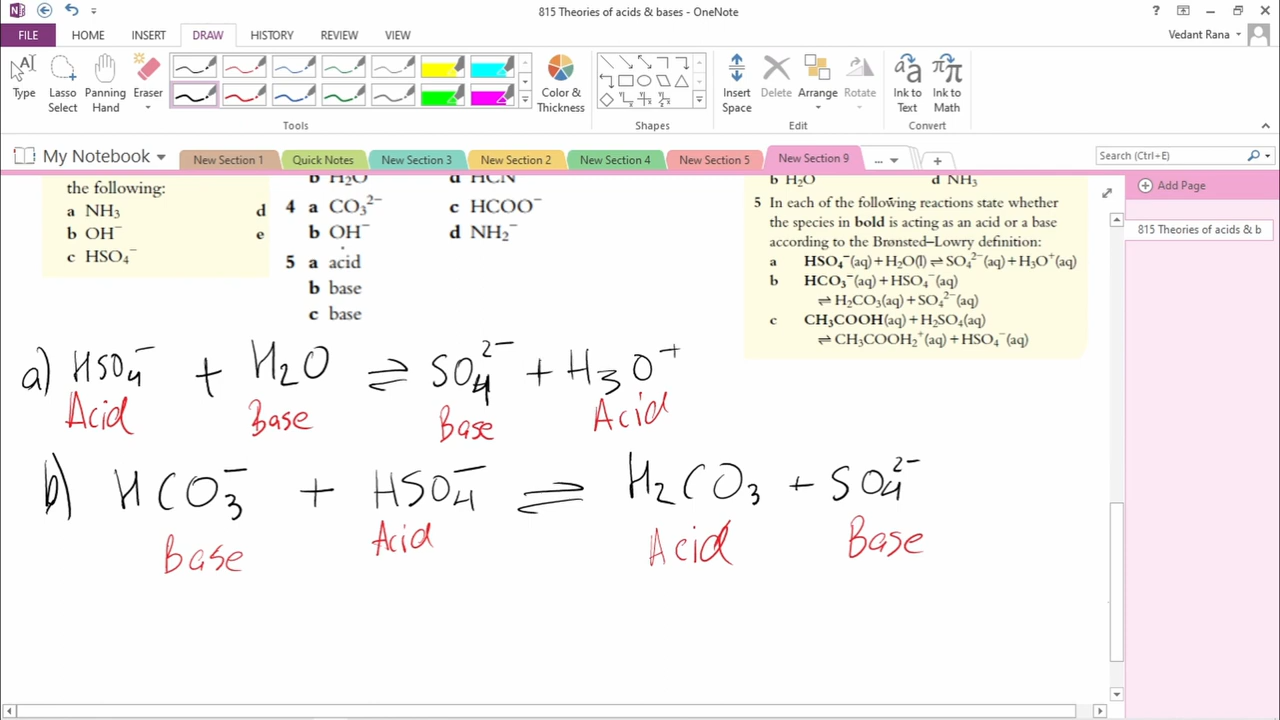 815 Theories of acids & bases - OneNote
?
FILE HOME INSERT DRAW HISTORY REVIEW VIEW
Vedant Rana
Type
Lasso Select
Panning Hand
Eraser
Color & Thickness
Insert Space
Delete
Arrange
Rotate
Ink to Text
Ink to Math
Tools
Shapes
Edit
Convert
My Notebook
New Section 1
Quick Notes
New Section 3
New Section 2
New Section 4
New Section 5
New Section 9
...
Search (Ctrl+E)
Add Page
815 Theories of acids & b
the following:
a NH₃ d
b OH⁻ e
c HSO₄⁻
b H₂O d HCN
4 a CO₃²⁻ c HCOO⁻
b OH⁻ d NH₂⁻
5 a acid
b base
c base
b H₂O d NH₃
5 In each of the following reactions state whether
the species in bold is acting as an acid or a base
according to the Brønsted–Lowry definition:
a HSO₄⁻(aq) + H₂O(l) ⇌ SO₄²⁻(aq) + H₃O⁺(aq)
b HCO₃⁻(aq) + HSO₄⁻(aq)
⇌ H₂CO₃(aq) + SO₄²⁻(aq)
c CH₃COOH(aq) + H₂SO₄(aq)
⇌ CH₃COOH₂⁺(aq) + HSO₄⁻(aq)
a) HSO₄⁻ + H₂O ⇌ SO₄²⁻ + H₃O⁺
Acid Base Base Acid
b) HCO₃⁻ + HSO₄⁻ ⇌ H₂CO₃ + SO₄²⁻
Base Acid Acid Base